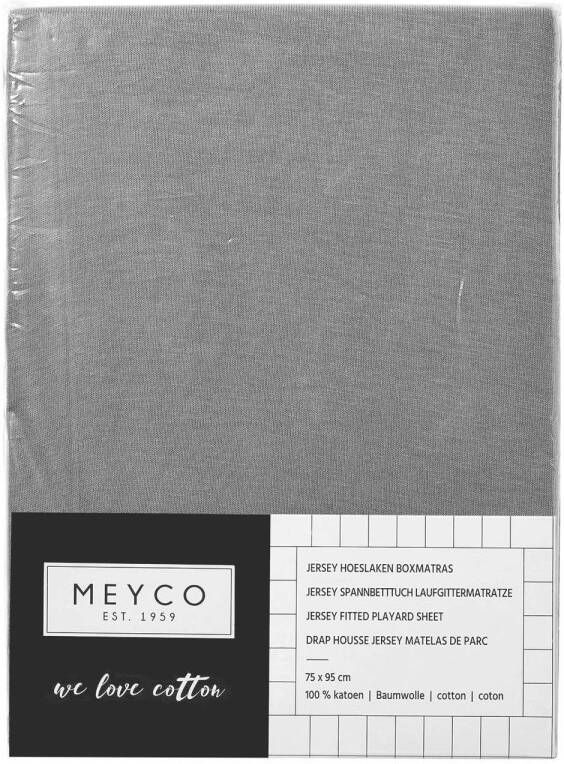 MEYCO
EST. 1959
we love cotton
JERSEY HOESLAKEN BOXMATRAS
JERSEY SPANNBETTTUCH LAUFGITTERMATRATZE
JERSEY FITTED PLAYARD SHEET
DRAP HOUSSE JERSEY MATELAS DE PARC
75 x 95 cm
100 % katoen | Baumwolle | cotton | coton